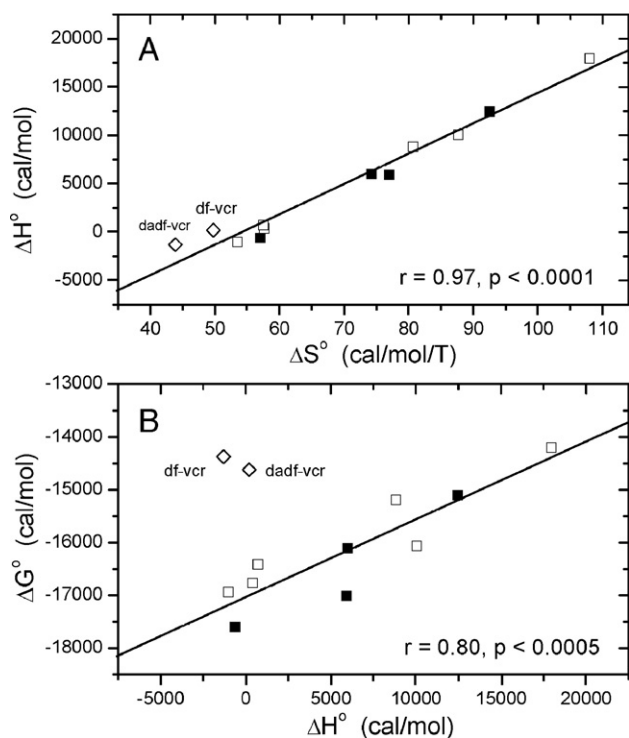 A
20000
15000
10000
5000
0
-5000
ΔH° (cal/mol)
dadf-vcr
df-vcr
r = 0.97, p < 0.0001
40 50 60 70 80 90 100 110
ΔS° (cal/mol/T)
B
-13000
-14000
-15000
-16000
-17000
-18000
ΔG° (cal/mol)
df-vcr
dadf-vcr
r = 0.80, p < 0.0005
-5000 0 5000 10000 15000 20000
ΔH° (cal/mol)